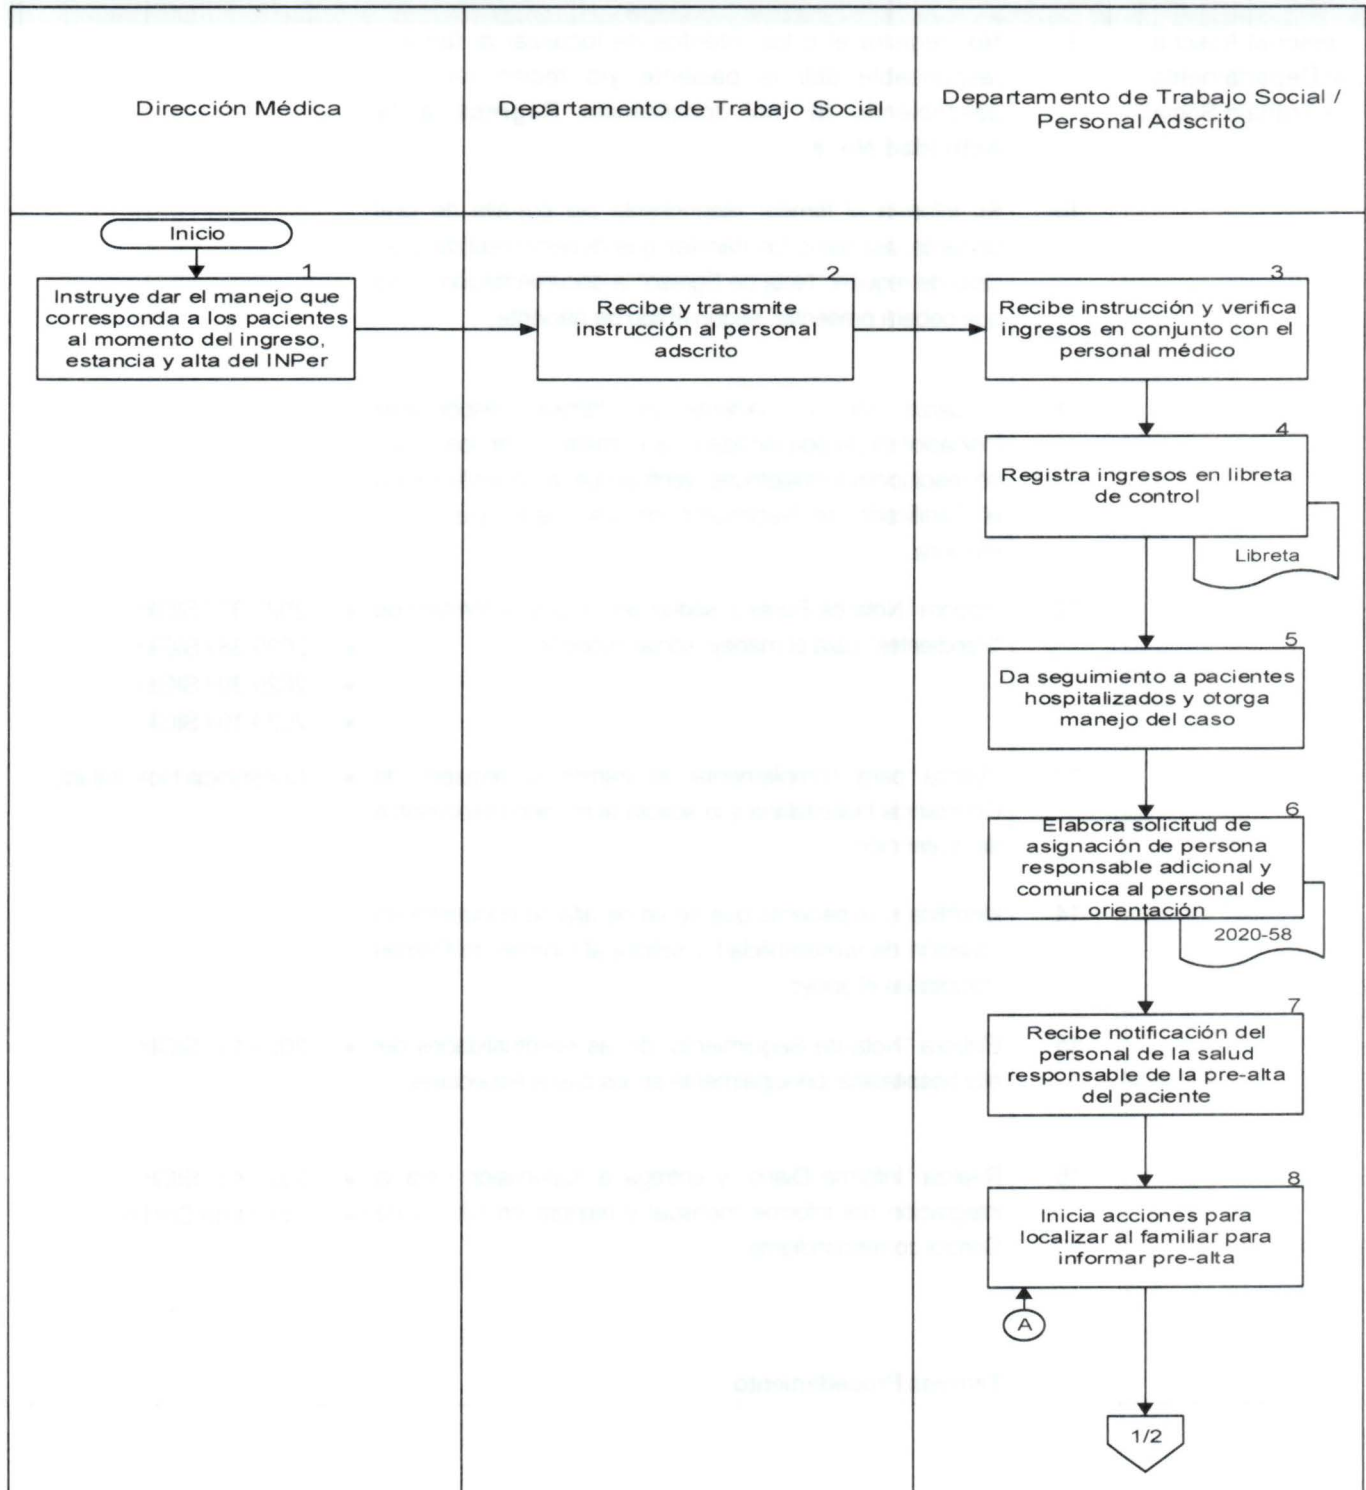 Dirección Médica
Departamento de Trabajo Social
Departamento de Trabajo Social /
Personal Adscrito
Inicio
1
Instruye dar el manejo que
corresponda a los pacientes
al momento del ingreso,
estancia y alta del INPer
2
Recibe y transmite
instrucción al personal
adscrito
3
Recibe instrucción y verifica
ingresos en conjunto con el
personal médico
4
Registra ingresos en libreta
de control
Libreta
5
Da seguimiento a pacientes
hospitalizados y otorga
manejo del caso
6
Elabora solicitud de
asignación de persona
responsable adicional y
comunica al personal de
orientación
2020-58
7
Recibe notificación del
personal de la salud
responsable de la pre-alta
del paciente
8
Inicia acciones para
localizar al familiar para
informar pre-alta
A
1/2